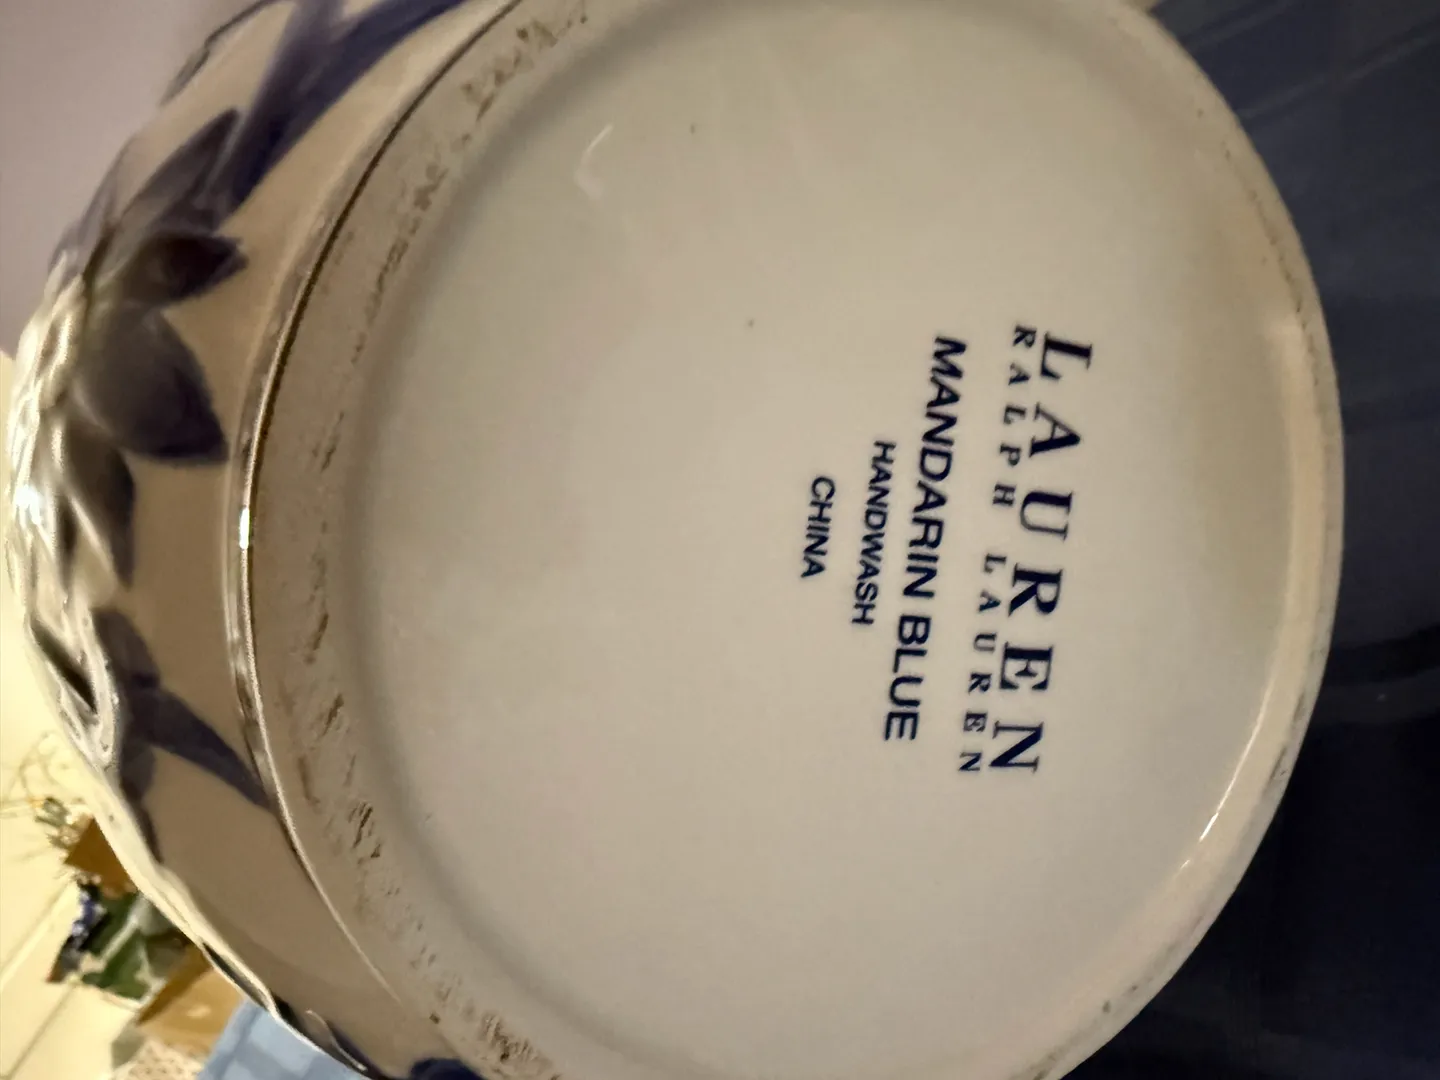 LAUREN
RALPH LAUREN
MANDARIN BLUE
HANDWASH
CHINA